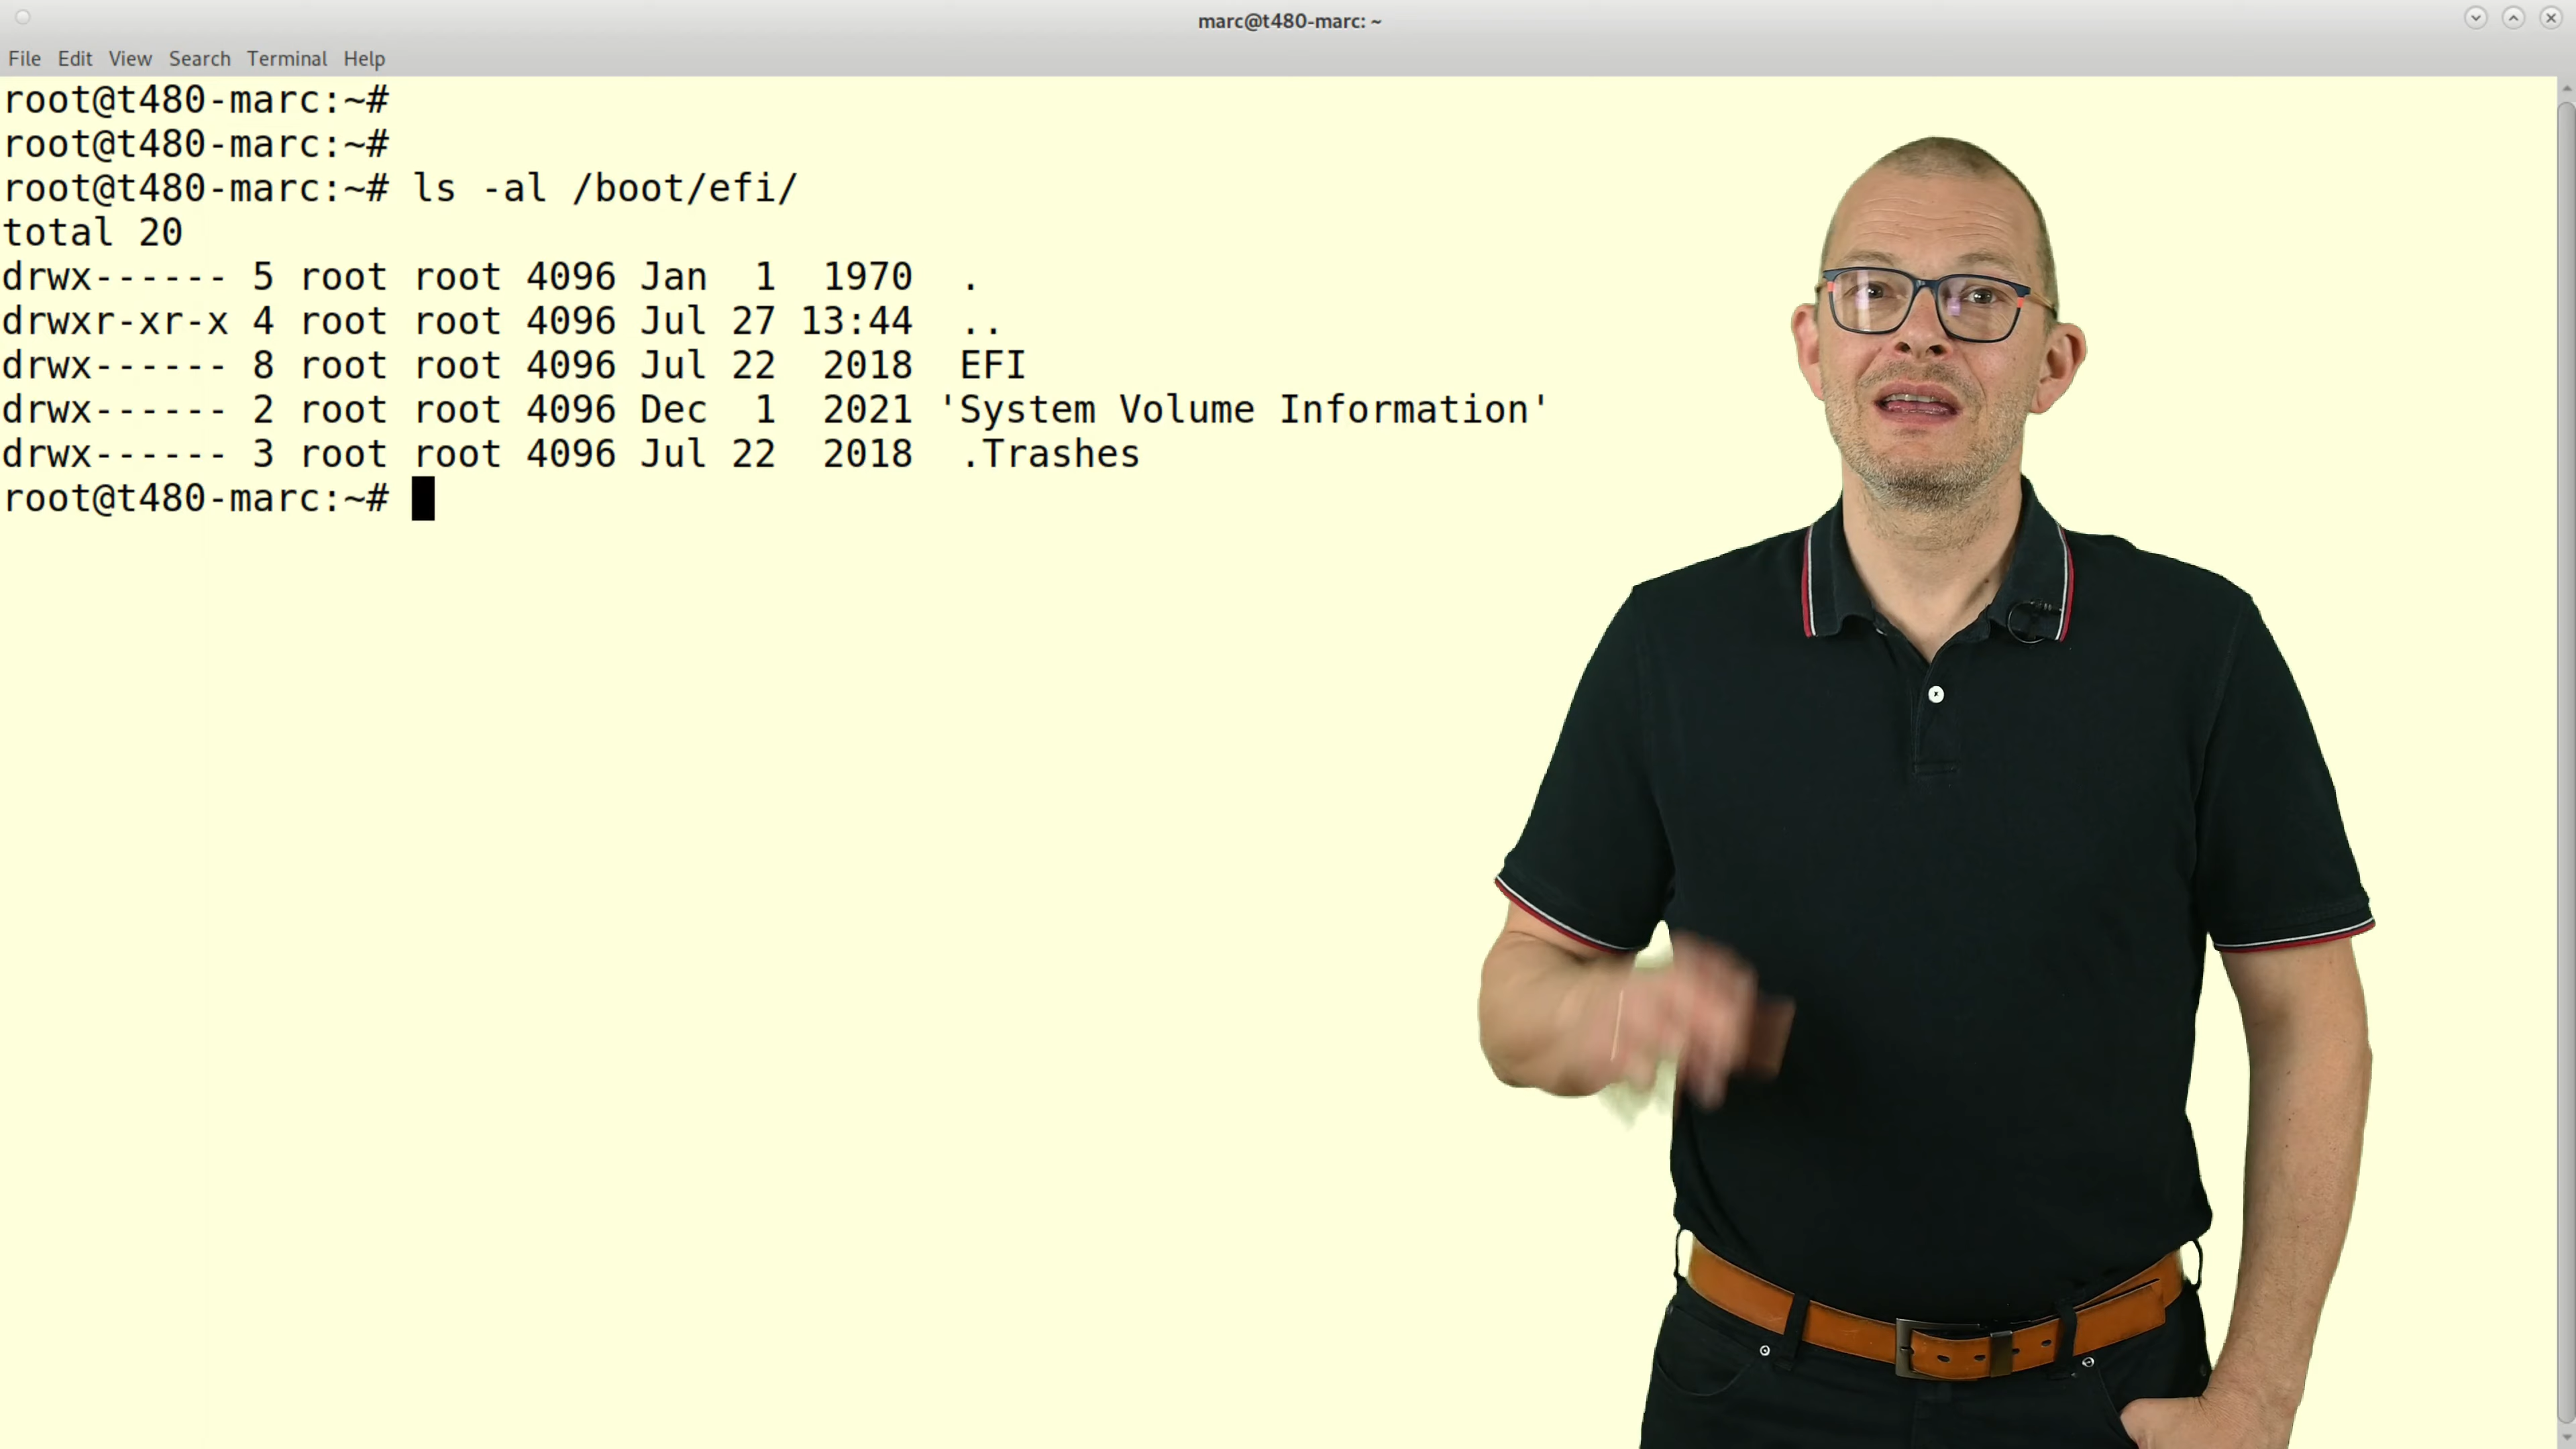 marc@t480-marc: ~
File Edit View Search Terminal Help
root@t480-marc:~#
root@t480-marc:~#
root@t480-marc:~# ls -al /boot/efi/
total 20
drwx------ 5 root root 4096 Jan  1  1970  .
drwxr-xr-x 4 root root 4096 Jul 27 13:44  ..
drwx------ 8 root root 4096 Jul 22  2018  EFI
drwx------ 2 root root 4096 Dec  1  2021 'System Volume Information'
drwx------ 3 root root 4096 Jul 22  2018  .Trashes
root@t480-marc:~#